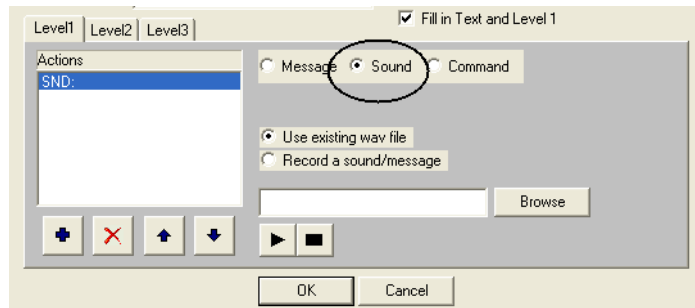 Fill in Text and Level 1
Level1 Level2 Level3
Actions
SND:
Message Sound Command
Use existing wav file
Record a sound/message
Browse
OK Cancel